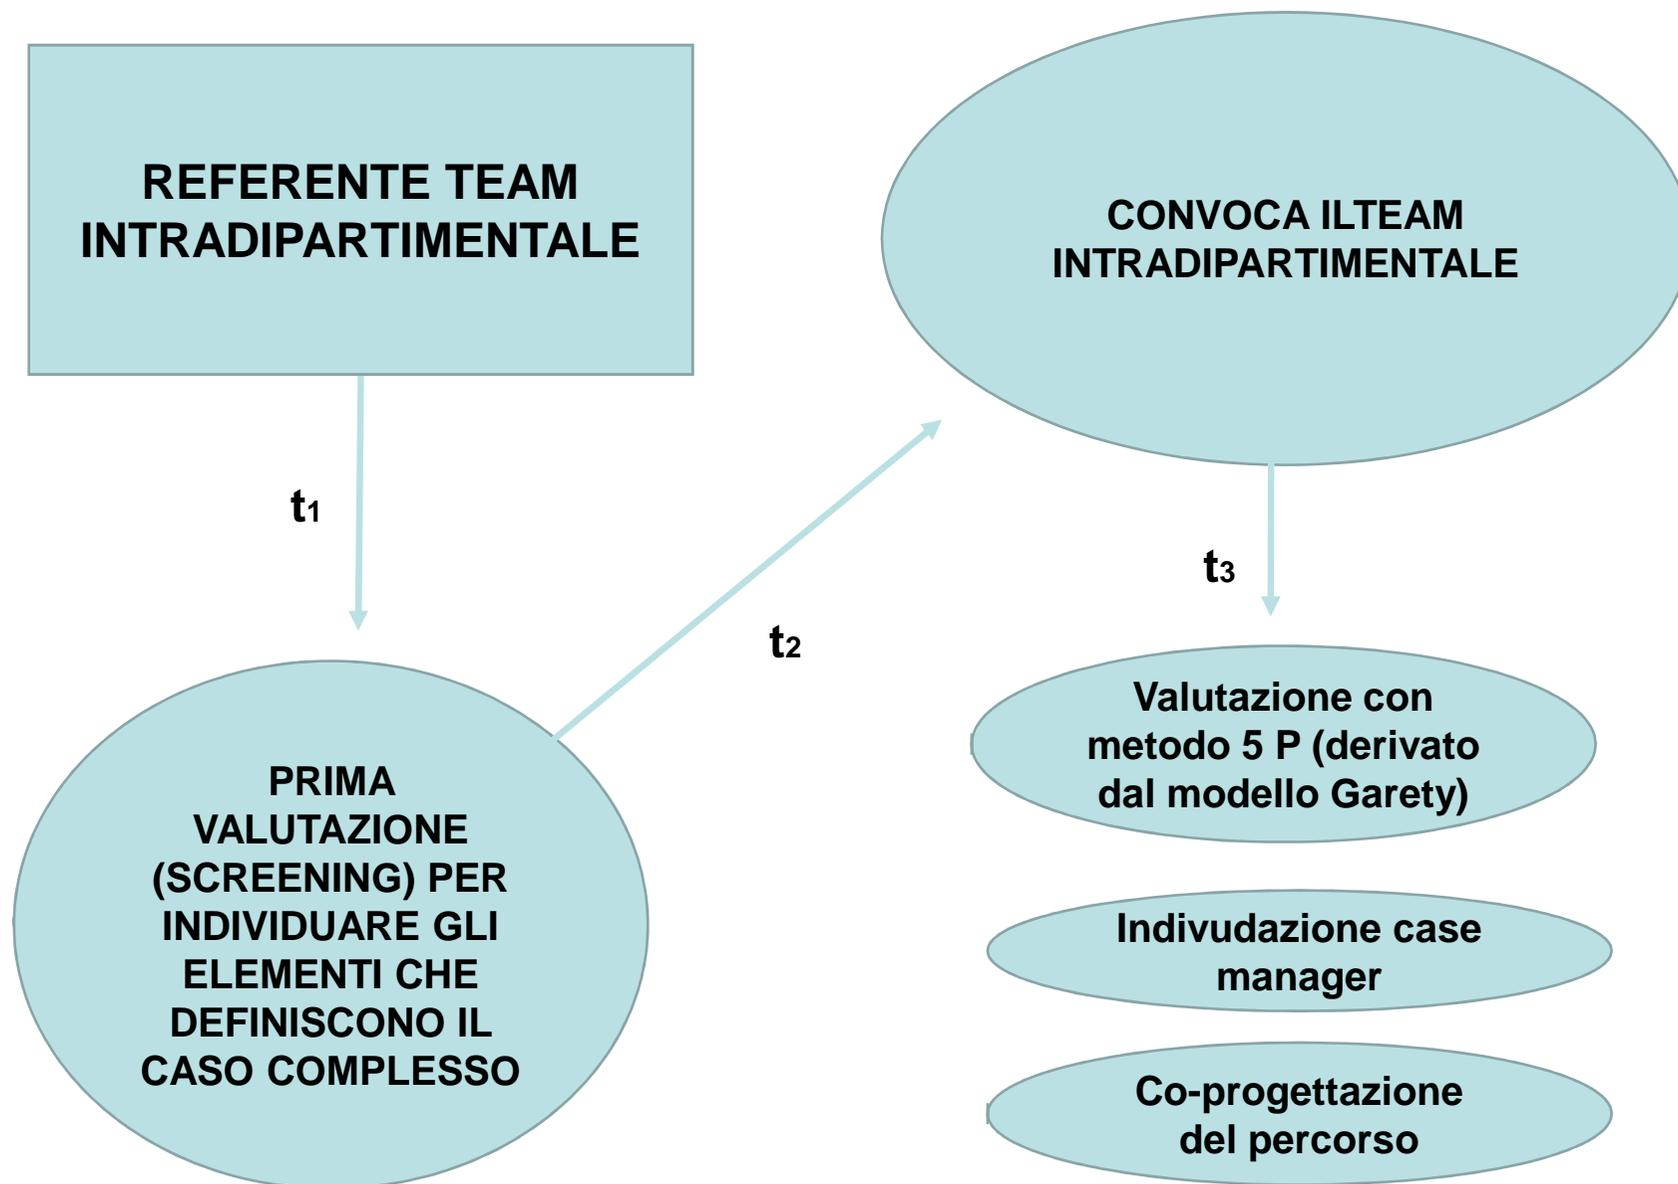 REFERENTE TEAM
INTRADIPARTIMENTALE
CONVOCA ILTEAM
INTRADIPARTIMENTALE
t1
t2
t3
PRIMA
VALUTAZIONE
(SCREENING) PER
INDIVIDUARE GLI
ELEMENTI CHE
DEFINISCONO IL
CASO COMPLESSO
Valutazione con
metodo 5 P (derivato
dal modello Garety)
Indivudazione case
manager
Co-progettazione
del percorso